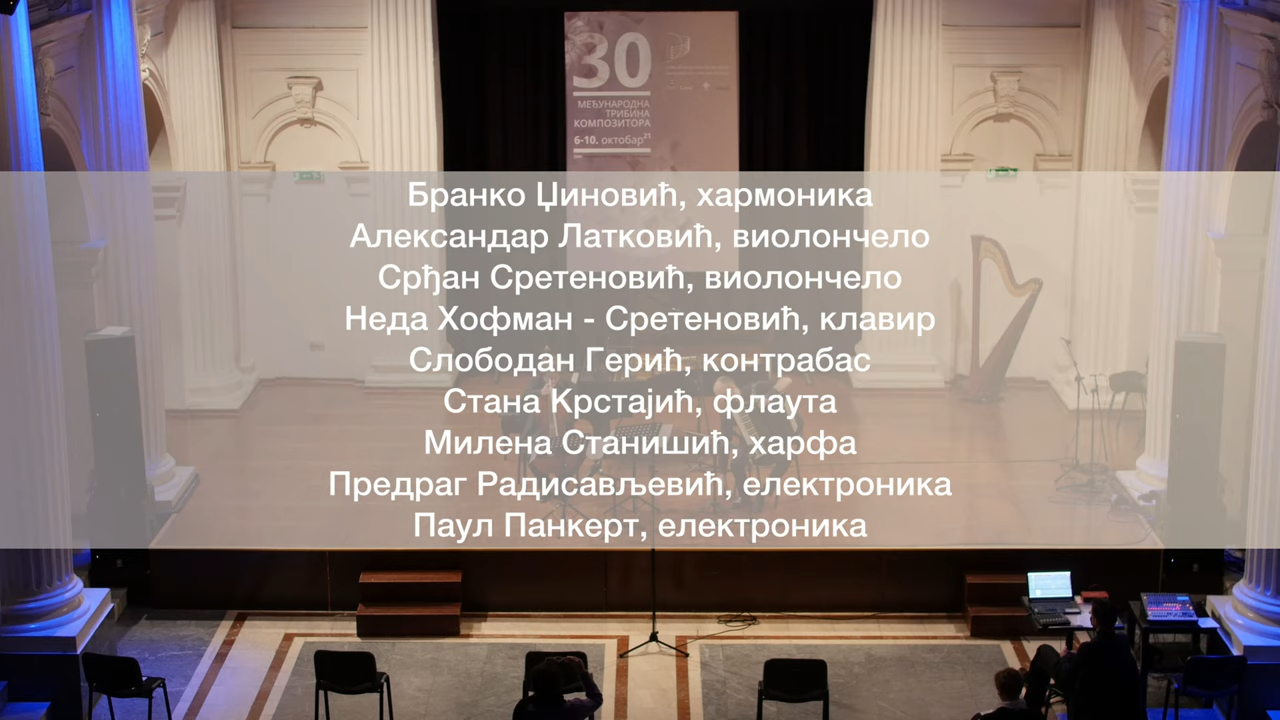 30
МЕЂУНАРОДНА
ТРИБИНА
КОМПОЗИТОРА
6-10. октобар21
Бранко Џиновић, хармоника
Александар Латковић, виолончело
Срђан Сретеновић, виолончело
Неда Хофман - Сретеновић, клавир
Слободан Герић, контрабас
Стана Крстајић, флаута
Милена Станишић, харфа
Предраг Радисављевић, електроника
Паул Панкерт, електроника